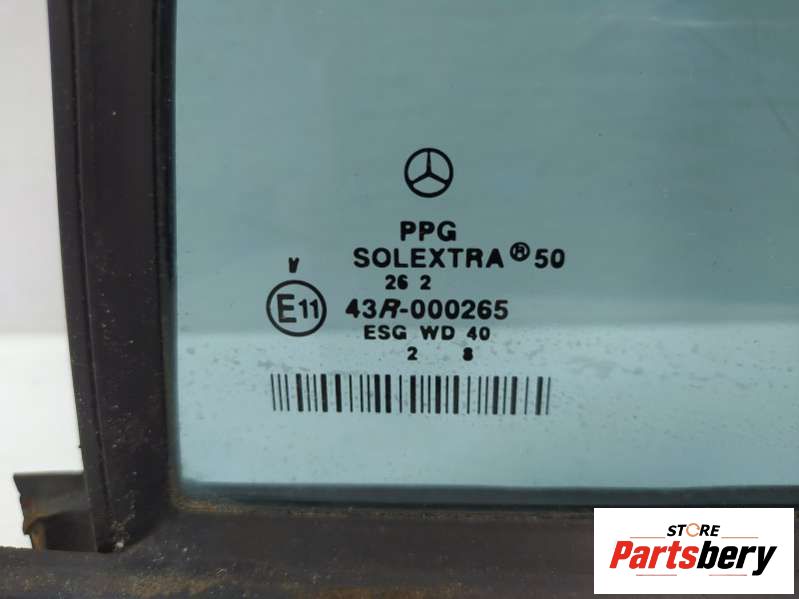 PPG
SOLEXTRA® 50
26 2
V
E11 43R-000265
ESG WD 40
2 8
STORE
Partsbery